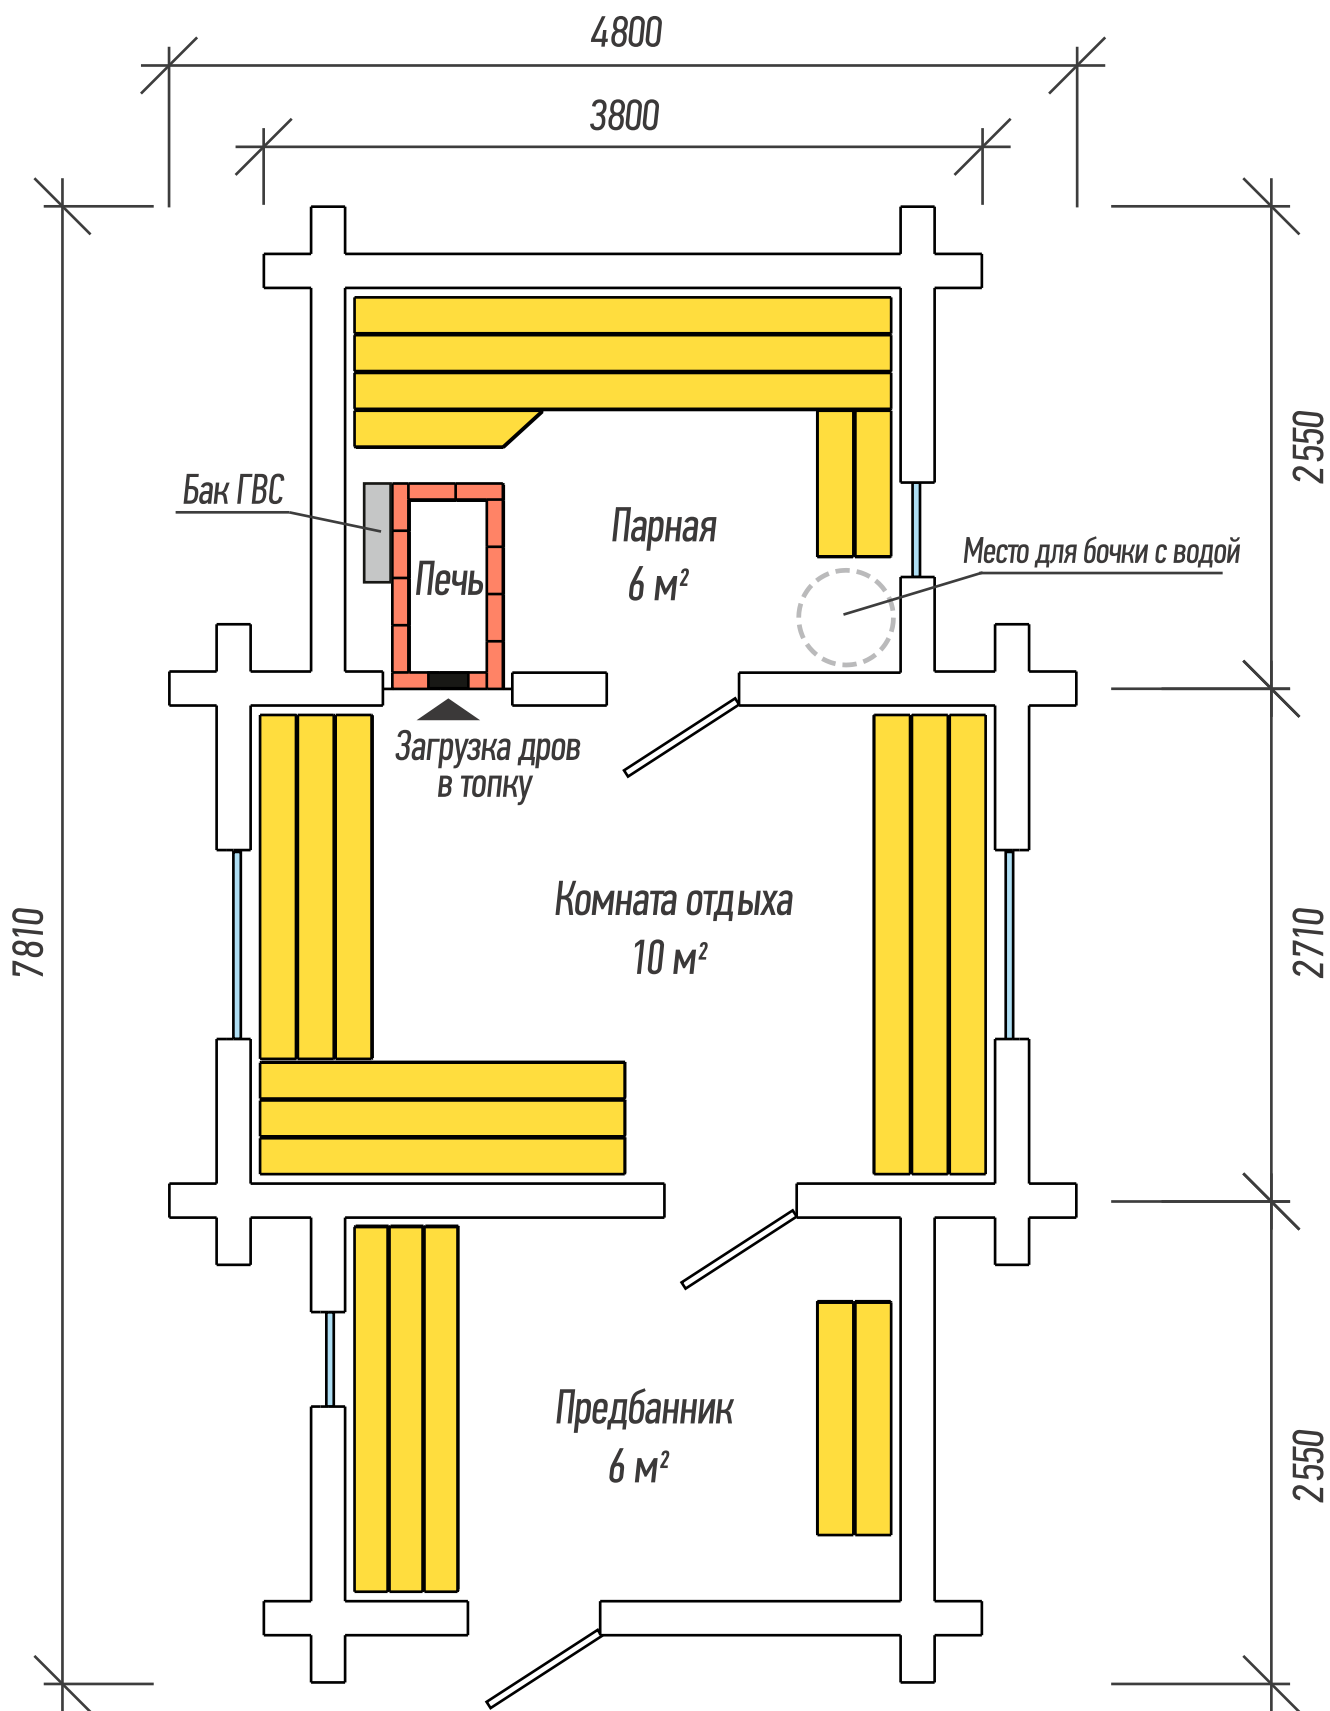 4800
3800
2550
Бак ГВС
Парная
6 м²
Печь
Место для бочки с водой
Загрузка дров
в топку
Комната отдыха
10 м²
7810
2710
Предбанник
6 м²
2550